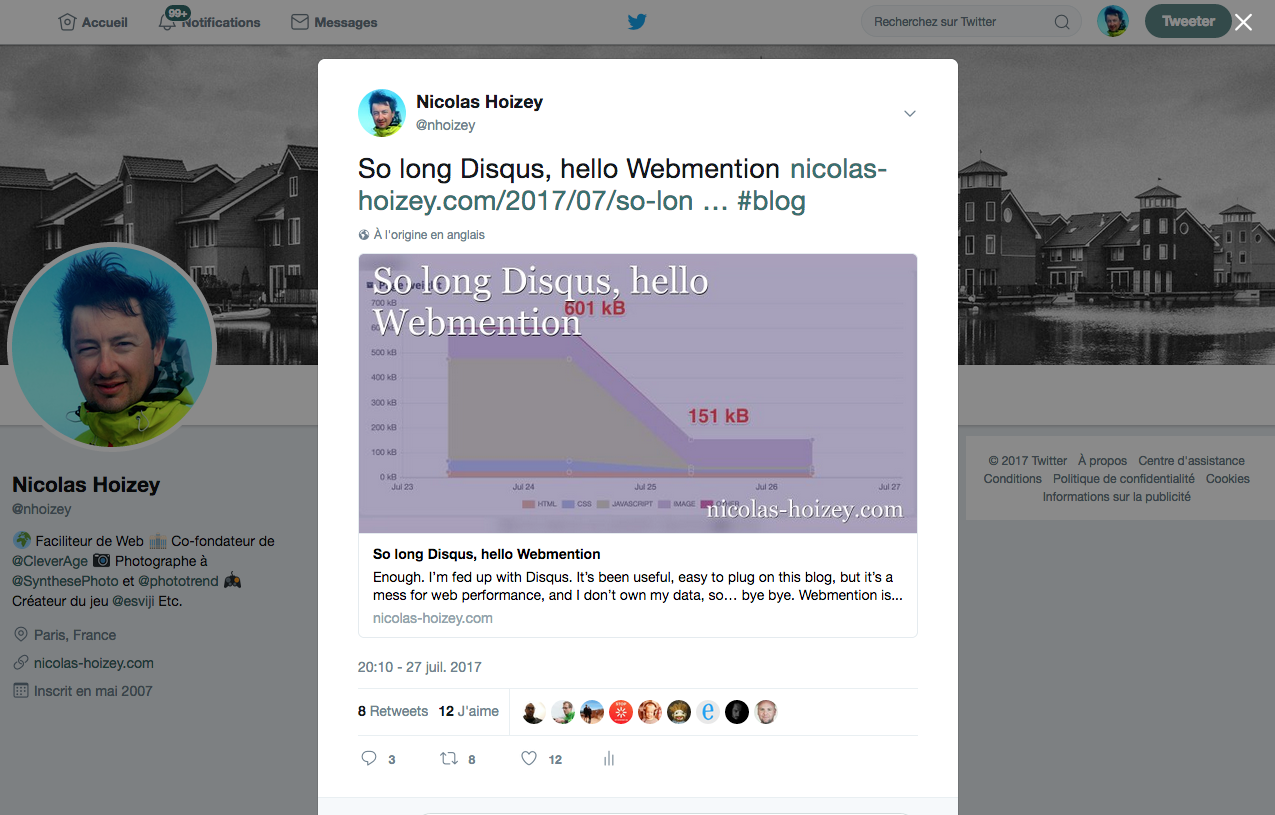 Accueil
99+
Notifications
Messages
Recherchez sur Twitter
Tweeter
Nicolas Hoizey
@nhoizey
So long Disqus, hello Webmention nicolas-
hoizey.com/2017/07/so-lon … #blog
À l'origine en anglais
So long Disqus, hello
Webmention
601 kB
700 kB
500 kB
400 kB
300 kB
151 kB
200 kB
100 kB
0 kB
Jul 23 Jul 24 Jul 25 Jul 26 Jul 27
HTML CSS JAVASCRIPT IMAGE OTHER
nicolas-hoizey.com
So long Disqus, hello Webmention
Enough. I'm fed up with Disqus. It's been useful, easy to plug on this blog, but it's a
mess for web performance, and I don't own my data, so… bye bye. Webmention is...
nicolas-hoizey.com
20:10 - 27 juil. 2017
8 Retweets 12 J'aime
STOP
e
3 8 12
Nicolas Hoizey
@nhoizey
Faciliteur de Web Co-fondateur de
@CleverAge Photographe à
@SynthesePhoto et @phototrend
Créateur du jeu @esviji Etc.
Paris, France
nicolas-hoizey.com
Inscrit en mai 2007
© 2017 Twitter À propos Centre d'assistance
Conditions Politique de confidentialité Cookies
Informations sur la publicité